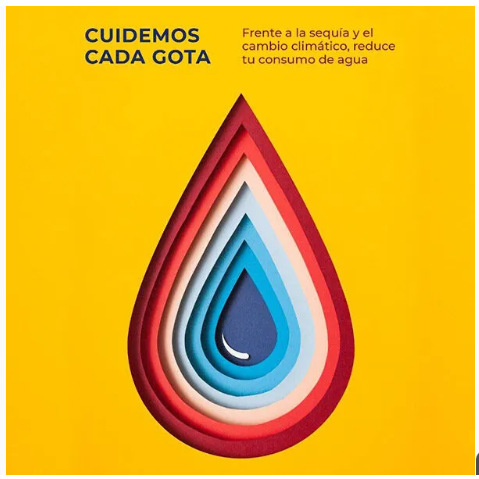 CUIDEMOS
CADA GOTA
Frente a la sequía y el
cambio climático, reduce
tu consumo de agua